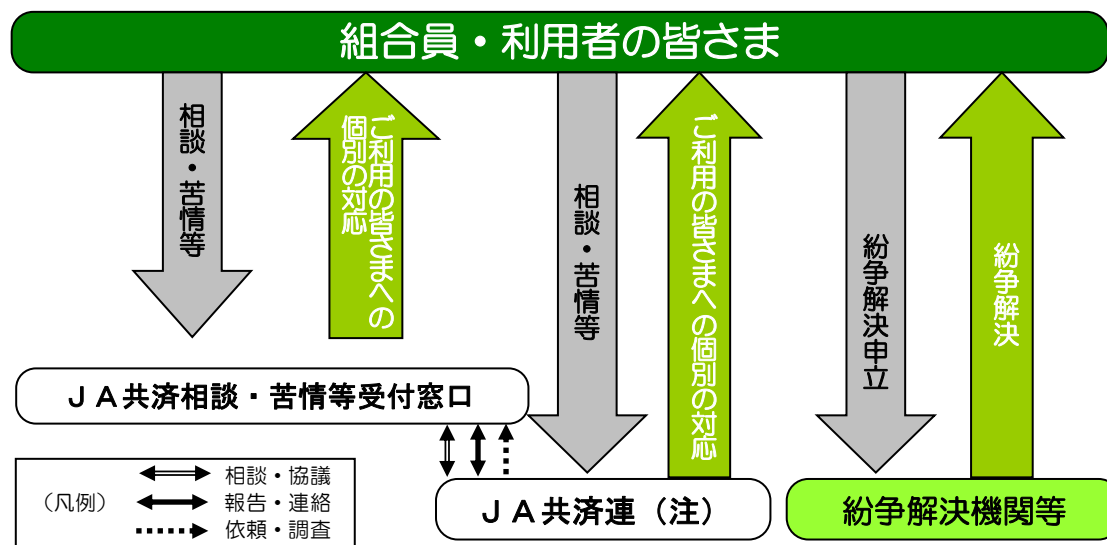 組合員・利用者の皆さま
相談・苦情等
ご利用の皆さまへの
個別の対応
相談・苦情等
ご利用の皆さまへの個別の対応
紛争解決申立
紛争解決
ＪＡ共済相談・苦情等受付窓口
（凡例）
相談・協議
報告・連絡
依頼・調査
ＪＡ共済連（注）
紛争解決機関等